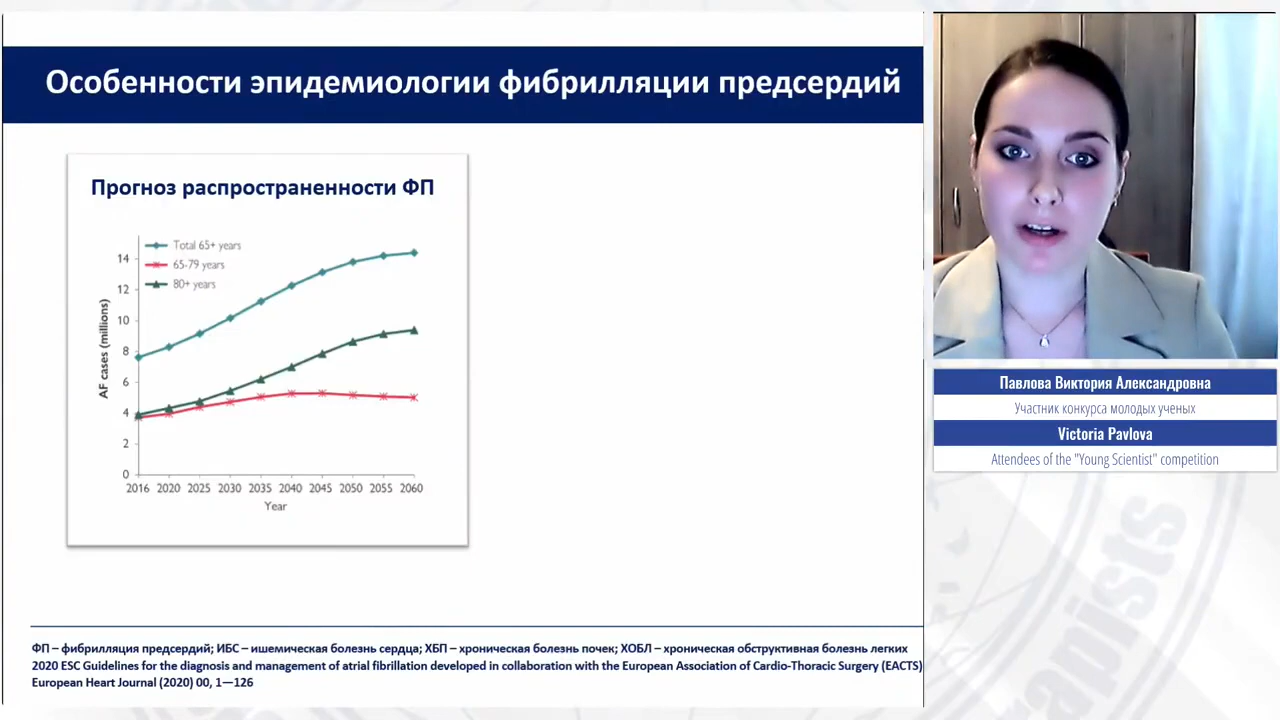 Особенности эпидемиологии фибрилляции предсердий
Прогноз распространенности ФП
Total 65+ years
65-79 years
80+ years
14
12
10
8
6
4
2
0
AF cases (millions)
2016 2020 2025 2030 2035 2040 2045 2050 2055 2060
Year
ФП – фибрилляция предсердий; ИБС – ишемическая болезнь сердца; ХБП – хроническая болезнь почек; ХОБЛ – хроническая обструктивная болезнь легких
2020 ESC Guidelines for the diagnosis and management of atrial fibrillation developed in collaboration with the European Association of Cardio-Thoracic Surgery (EACTS)
European Heart Journal (2020) 00, 1—126
Павлова Виктория Александровна
Участник конкурса молодых ученых
Victoria Pavlova
Attendees of the "Young Scientist" competition